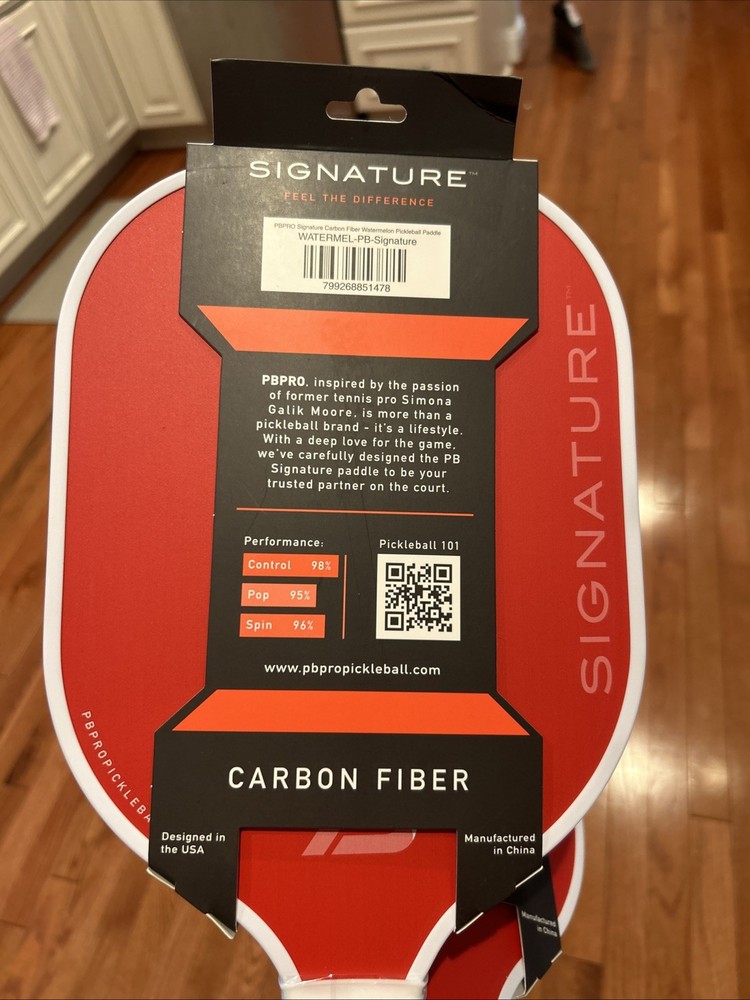 SIGNATURE™
FEEL THE DIFFERENCE
PBPRO Signature Carbon Fiber Watermelon Pickleball Paddle
WATERMEL-PB-Signature
799268851478
PBPRO, inspired by the passion
of former tennis pro Simona
Galik Moore, is more than a
pickleball brand - it's a lifestyle.
With a deep love for the game,
we've carefully designed the PB
Signature paddle to be your
trusted partner on the court.
Performance:
Control 98%
Pop 95%
Spin 96%
Pickleball 101
www.pbpropickleball.com
CARBON FIBER
Designed in
the USA
Manufactured
in China
SIGNATURE™
PBPROPICKLEBA
Manufactured
in China